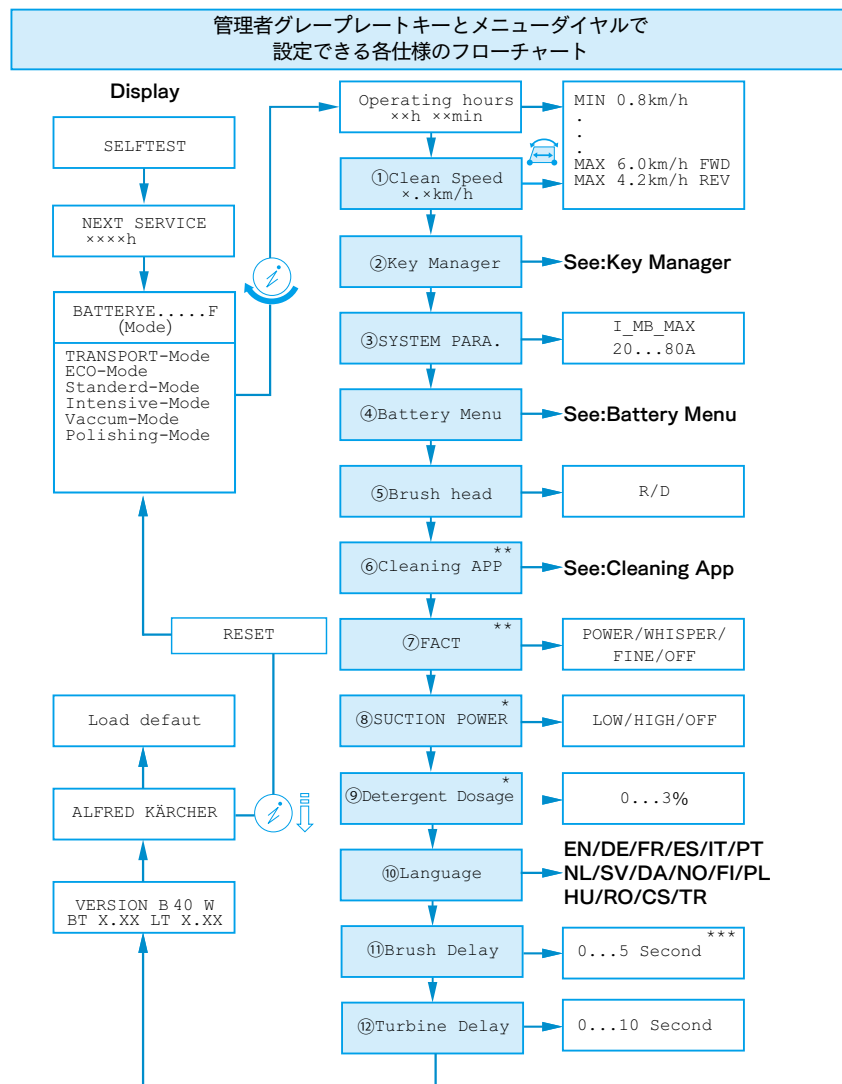 管理者グレープレートキーとメニューダイヤルで
設定できる各仕様のフローチャート
Display
SELFTEST
NEXT SERVICE
××××h
BATTERYE.....F
(Mode)
TRANSPORT-Mode
ECO-Mode
Standerd-Mode
Intensive-Mode
Vaccum-Mode
Polishing-Mode
RESET
Load defaut
ALFRED KÄRCHER
VERSION B 40 W
BT X.XX LT X.XX
i
i
Operating hours
××h ××min
MIN 0.8km/h
.
.
.
MAX 6.0km/h FWD
MAX 4.2km/h REV
①Clean Speed
×.×km/h
②Key Manager
See:Key Manager
③SYSTEM PARA.
I_MB_MAX
20...80A
④Battery Menu
See:Battery Menu
⑤Brush head
R/D
⑥Cleaning APP**
See:Cleaning App
⑦FACT**
POWER/WHISPER/
FINE/OFF
⑧SUCTION POWER*
LOW/HIGH/OFF
⑨Detergent Dosage*
0...3%
⑩Language
EN/DE/FR/ES/IT/PT
NL/SV/DA/NO/FI/PL
HU/RO/CS/TR
⑪Brush Delay
0...5 Second***
⑫Turbine Delay
0...10 Second